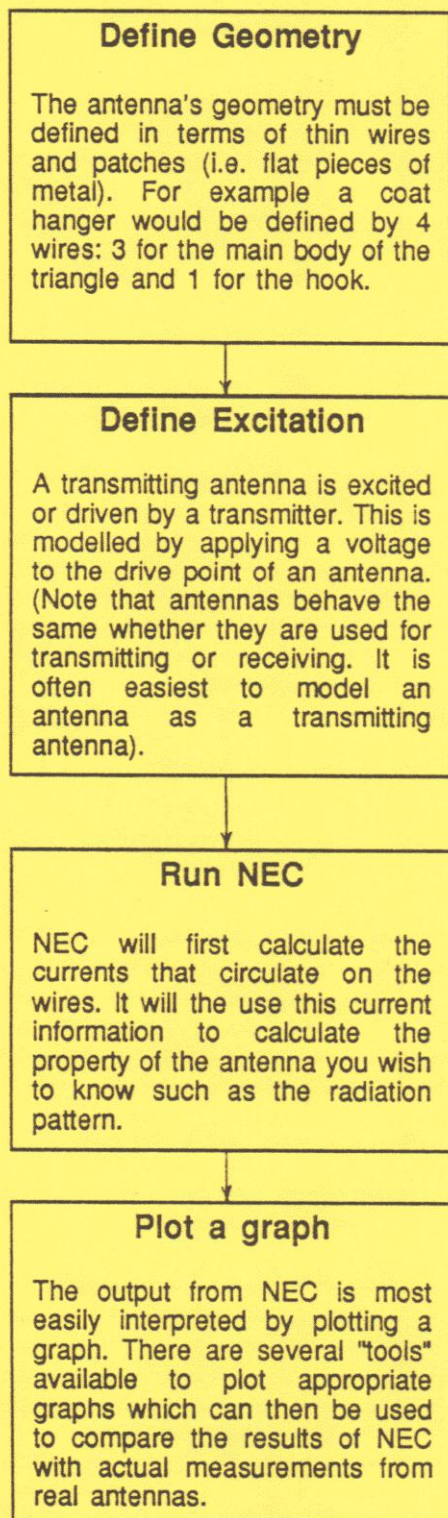 Define Geometry
The antenna's geometry must be
defined in terms of thin wires
and patches (i.e. flat pieces of
metal). For example a coat
hanger would be defined by 4
wires: 3 for the main body of the
triangle and 1 for the hook.
Define Excitation
A transmitting antenna is excited
or driven by a transmitter. This is
modelled by applying a voltage
to the drive point of an antenna.
(Note that antennas behave the
same whether they are used for
transmitting or receiving. It is
often easiest to model an
antenna as a transmitting
antenna).
Run NEC
NEC will first calculate the
currents that circulate on the
wires. It will the use this current
information to calculate the
property of the antenna you wish
to know such as the radiation
pattern.
Plot a graph
The output from NEC is most
easily interpreted by plotting a
graph. There are several "tools"
available to plot appropriate
graphs which can then be used
to compare the results of NEC
with actual measurements from
real antennas.